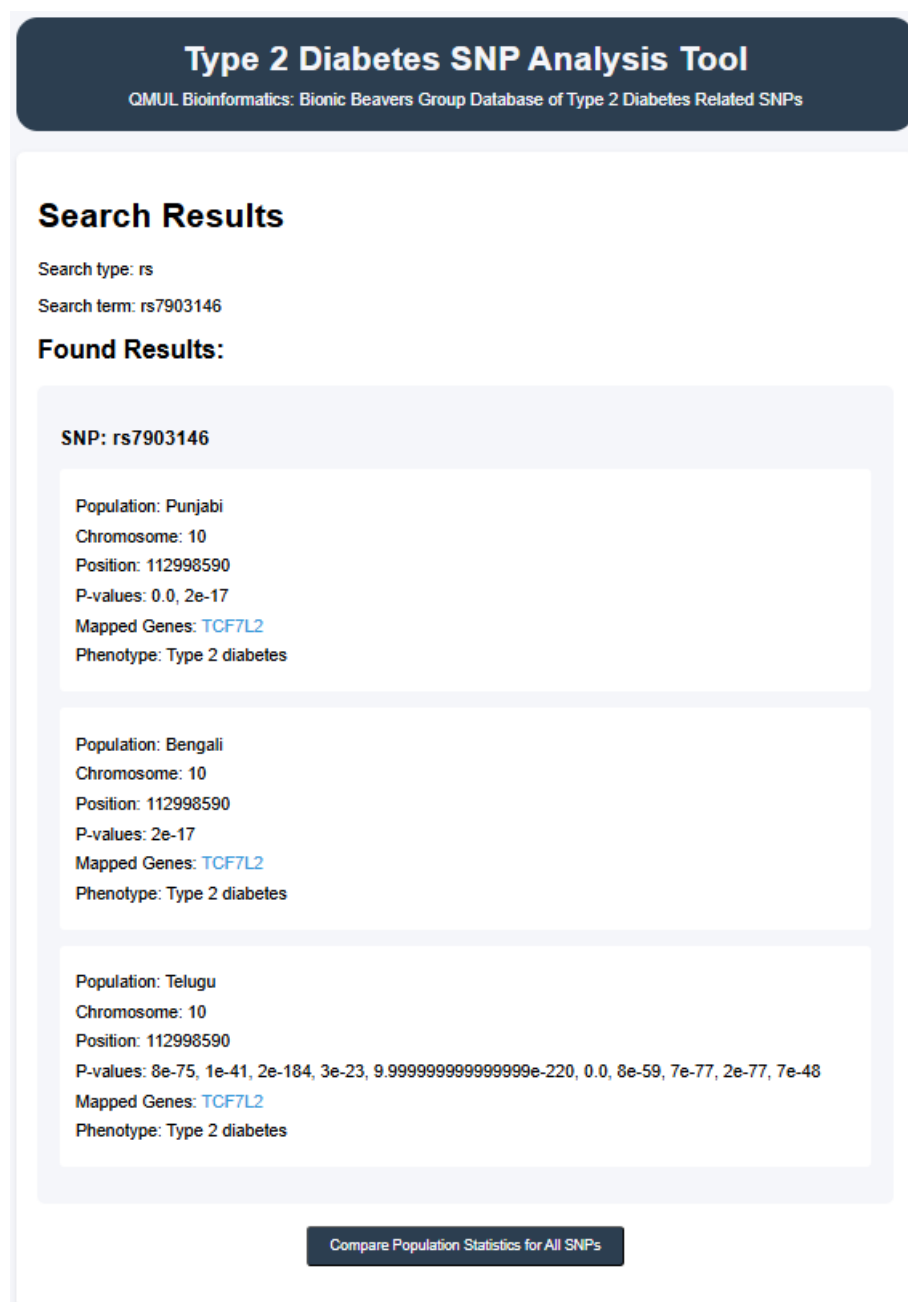 Type 2 Diabetes SNP Analysis Tool
QMUL Bioinformatics: Bionic Beavers Group Database of Type 2 Diabetes Related SNPs
Search Results
Search type: rs
Search term: rs7903146
Found Results:
SNP: rs7903146
Population: Punjabi
Chromosome: 10
Position: 112998590
P-values: 0.0, 2e-17
Mapped Genes: TCF7L2
Phenotype: Type 2 diabetes
Population: Bengali
Chromosome: 10
Position: 112998590
P-values: 2e-17
Mapped Genes: TCF7L2
Phenotype: Type 2 diabetes
Population: Telugu
Chromosome: 10
Position: 112998590
P-values: 8e-75, 1e-41, 2e-184, 3e-23, 9.999999999999999e-220, 0.0, 8e-59, 7e-77, 2e-77, 7e-48
Mapped Genes: TCF7L2
Phenotype: Type 2 diabetes
Compare Population Statistics for All SNPs